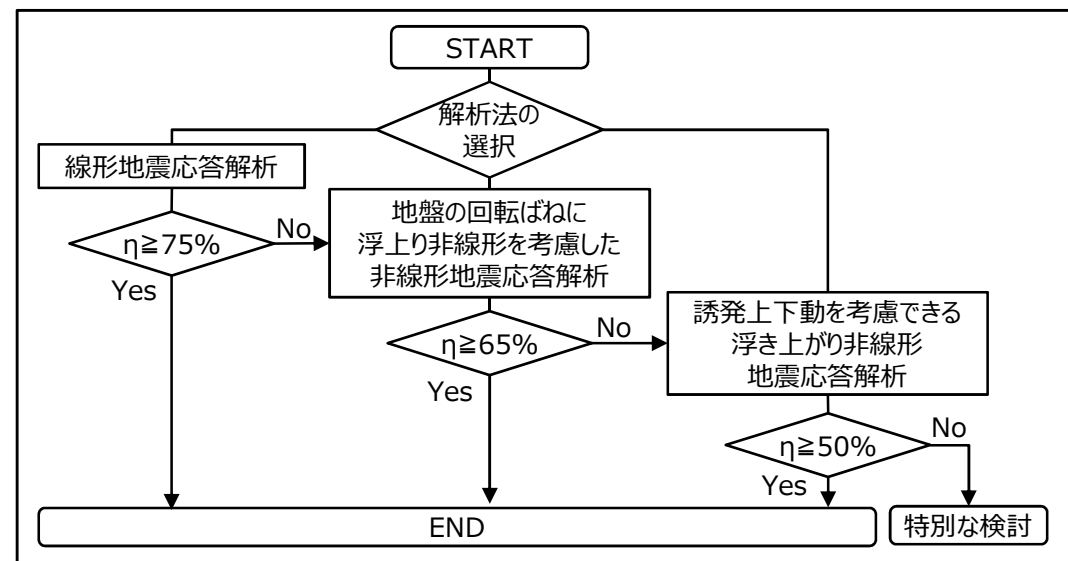 START
解析法の
選択
線形地震応答解析
η≧75%
No
Yes
地盤の回転ばねに
浮上り非線形を考慮した
非線形地震応答解析
η≧65%
No
Yes
誘発上下動を考慮できる
浮き上がり非線形
地震応答解析
η≧50%
No
Yes
END
特別な検討